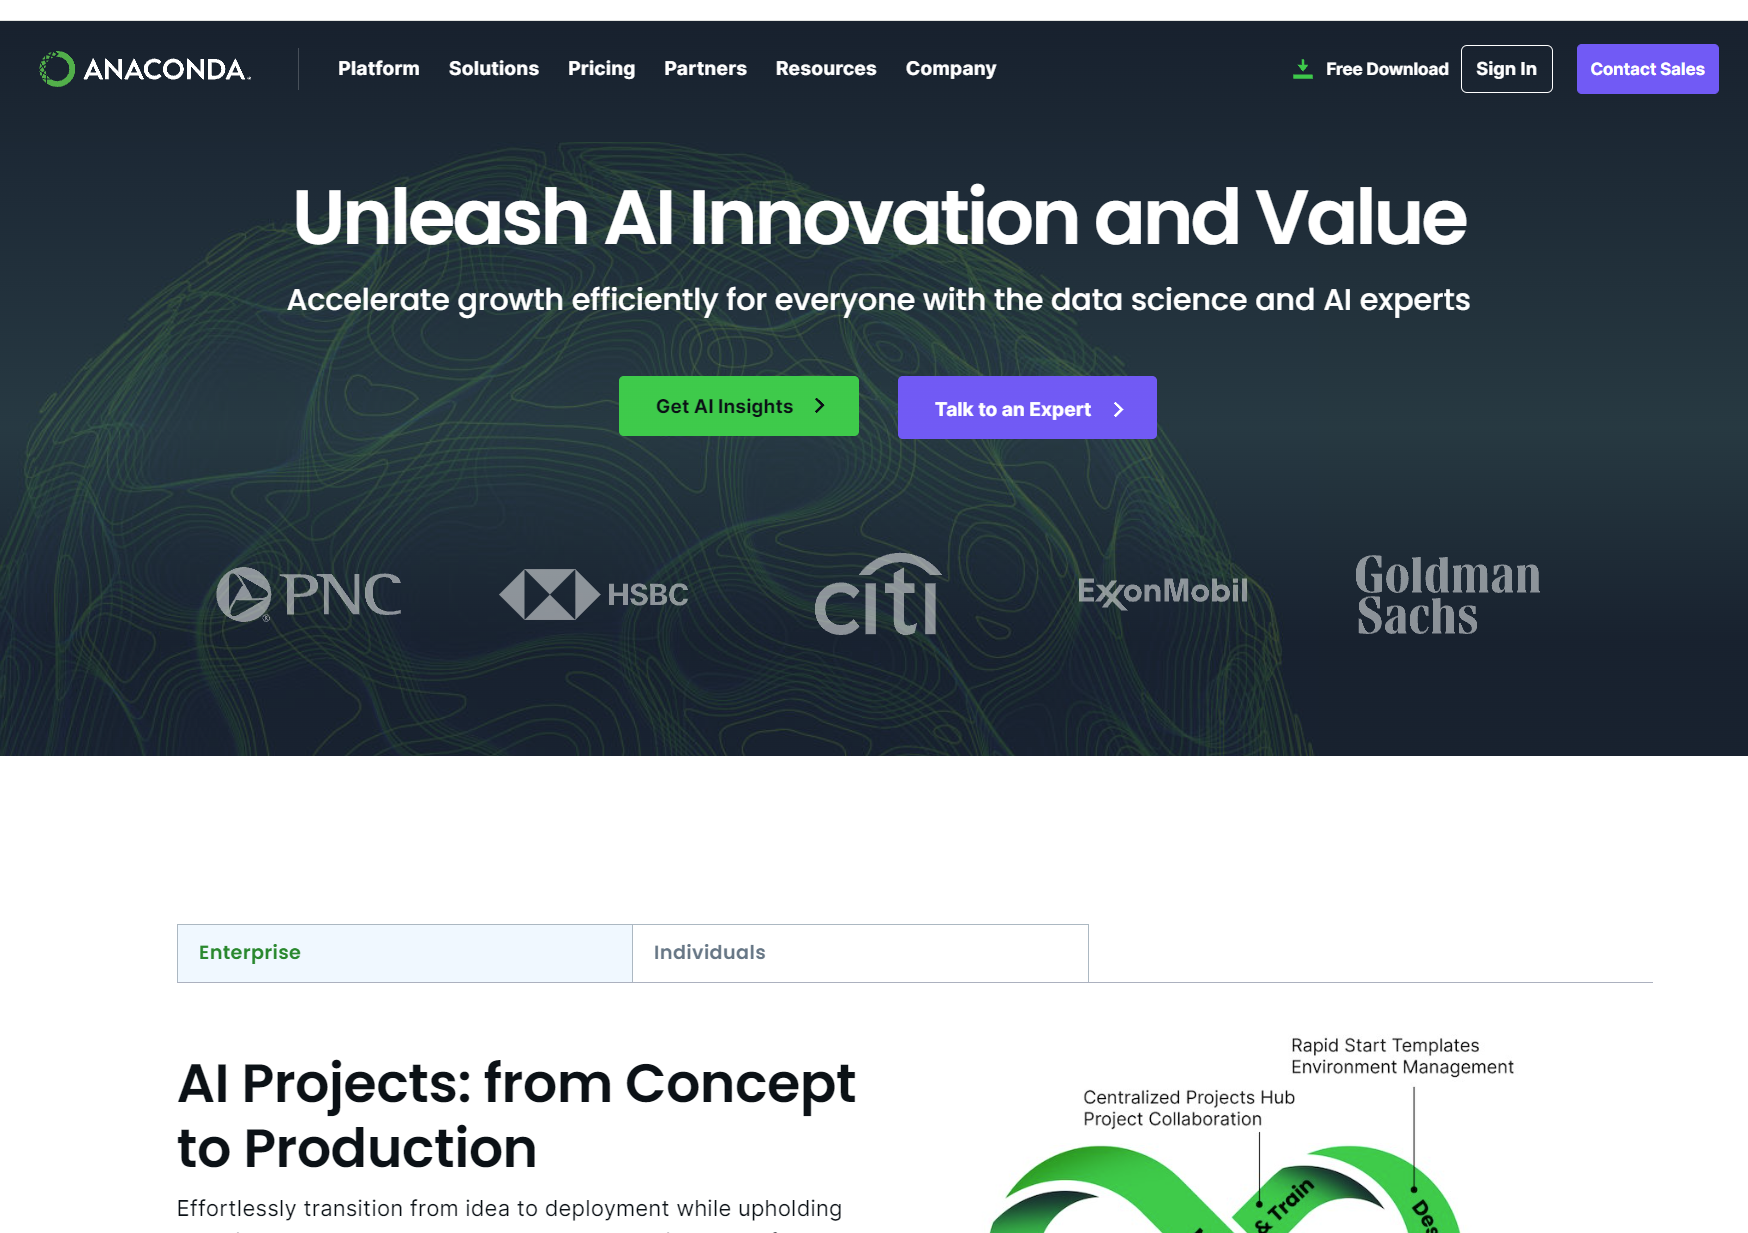 ANACONDA.
Platform
Solutions
Pricing
Partners
Resources
Company
Free Download
Sign In
Contact Sales
Unleash AI Innovation and Value
Accelerate growth efficiently for everyone with the data science and AI experts
Get AI Insights
Talk to an Expert
PNC
HSBC
citi
ExxonMobil
Goldman
Sachs
Enterprise
Individuals
AI Projects: from Concept
to Production
Effortlessly transition from idea to deployment while upholding
Rapid Start Templates
Environment Management
Centralized Projects Hub
Project Collaboration
& Train